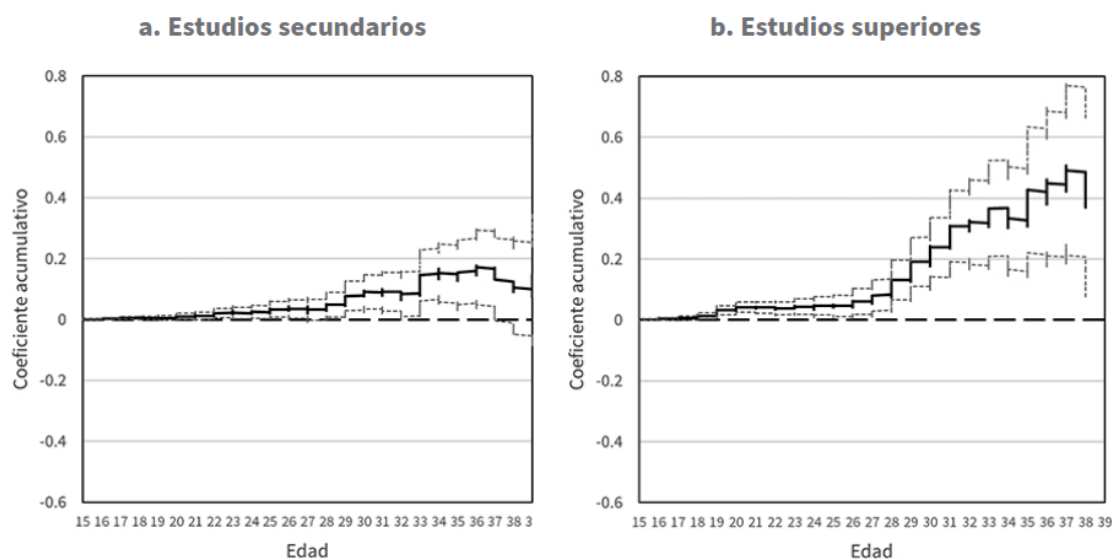 a. Estudios secundarios
Coeficiente acumulativo
0.8
0.6
0.4
0.2
0
-0.2
-0.4
-0.6
15 16 17 18 19 20 21 22 23 24 25 26 27 28 29 30 31 32 33 34 35 36 37 38 3
Edad
b. Estudios superiores
Coeficiente acumulativo
0.8
0.6
0.4
0.2
0
-0.2
-0.4
-0.6
15 16 17 18 19 20 21 22 23 24 25 26 27 28 29 30 31 32 33 34 35 36 37 38 39
Edad